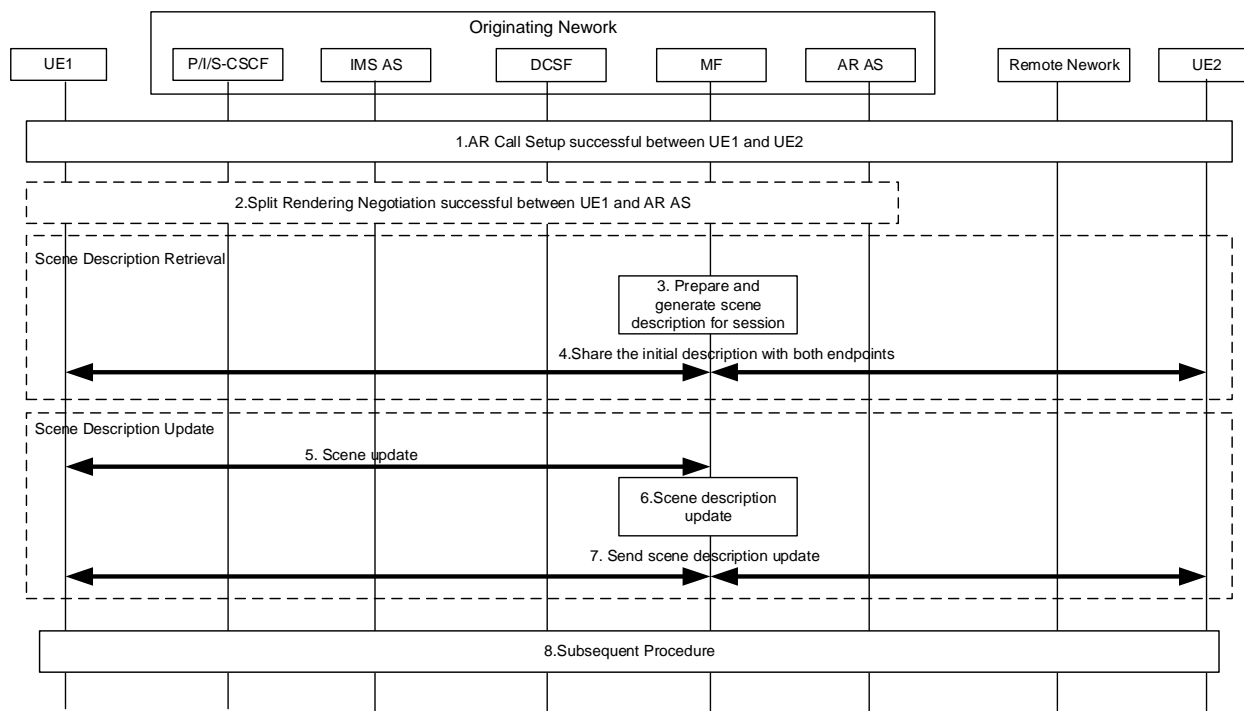 Originating Nework
UE1
P/I/S-CSCF
IMS AS
DCSF
MF
AR AS
Remote Nework
UE2
1.AR Call Setup successful between UE1 and UE2
2.Split Rendering Negotiation successful between UE1 and AR AS
Scene Description Retrieval
3. Prepare and
generate scene
description for session
4.Share the initial description with both endpoints
Scene Description Update
5. Scene update
6.Scene description
update
7. Send scene description update
8.Subsequent Procedure